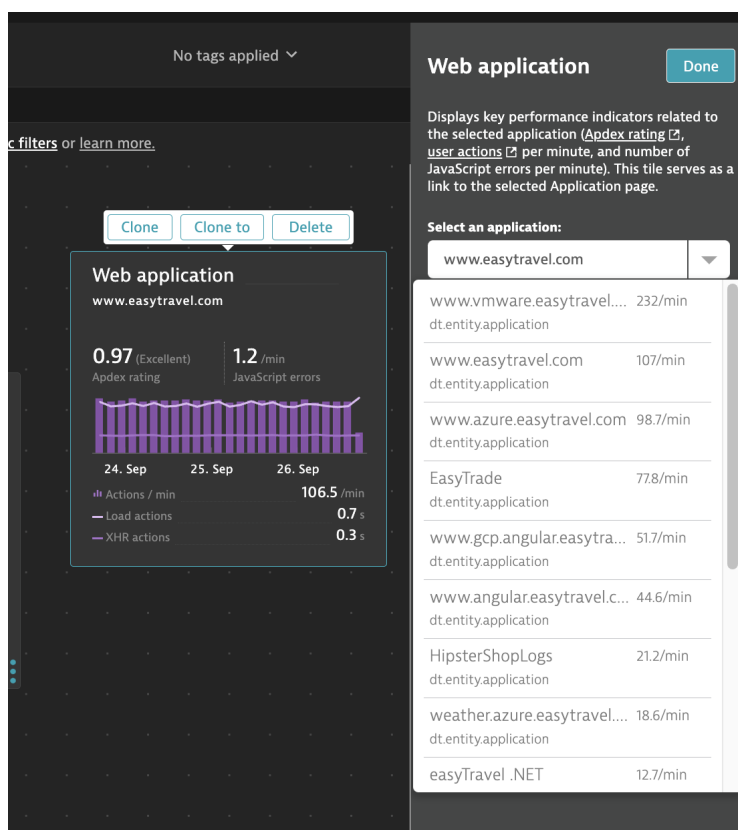 No tags applied
c filters or learn more.
Clone
Clone to
Delete
Web application
www.easytravel.com
0.97 (Excellent)
Apdex rating
1.2 /min
JavaScript errors
24. Sep
25. Sep
26. Sep
Actions / min 106.5 /min
Load actions 0.7 s
XHR actions 0.3 s
Web application
Done
Displays key performance indicators related to
the selected application (Apdex rating,
user actions per minute, and number of
JavaScript errors per minute). This tile serves as a
link to the selected Application page.
Select an application:
www.easytravel.com
www.vmware.easytravel.... 232/min
dt.entity.application
www.easytravel.com 107/min
dt.entity.application
www.azure.easytravel.com 98.7/min
dt.entity.application
EasyTrade 77.8/min
dt.entity.application
www.gcp.angular.easytra... 51.7/min
dt.entity.application
www.angular.easytravel.c... 44.6/min
dt.entity.application
HipsterShopLogs 21.2/min
dt.entity.application
weather.azure.easytravel.... 18.6/min
dt.entity.application
easyTravel .NET 12.7/min